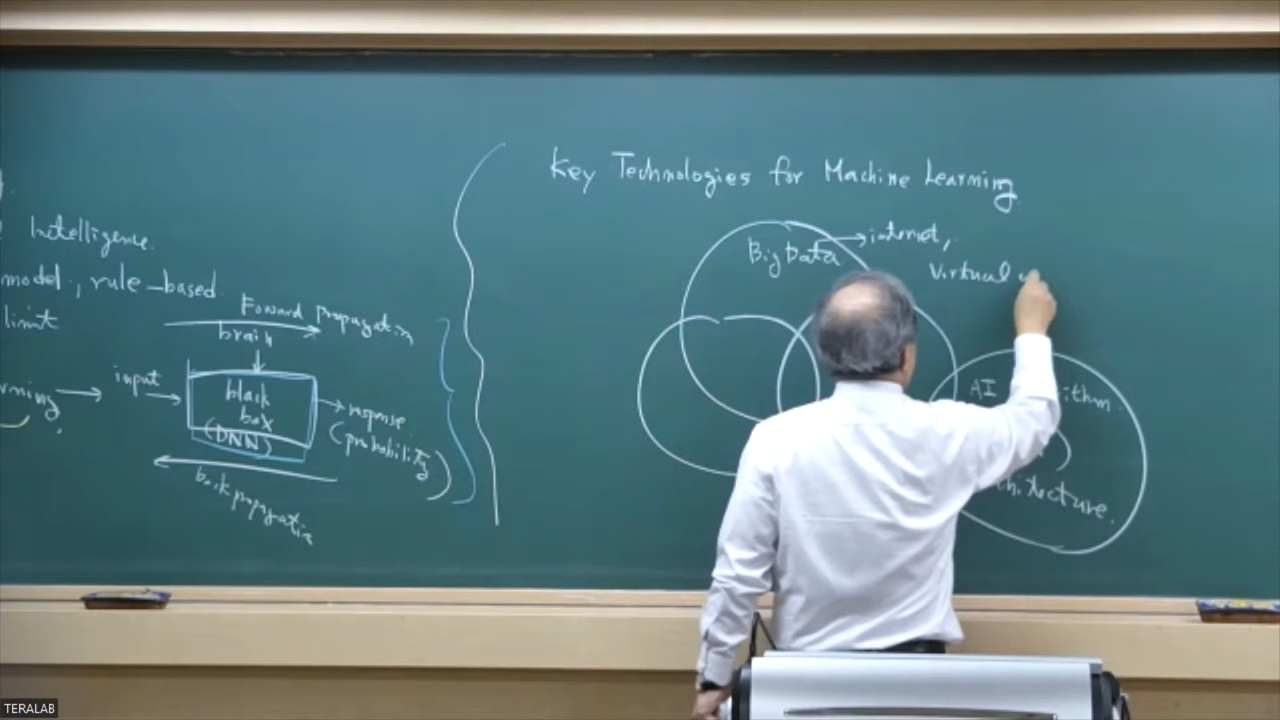 Intelligence.
model, rule-based.
limit
Forward propagation
brain
input
black
box
(DNN)
response
(probability)
back propagation
Key Technologies for Machine Learning
Big Data → internet,
Virtual
AI
architecture.
TERALAB